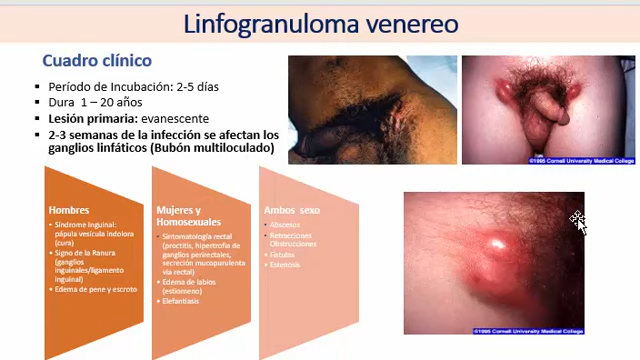 Linfogranuloma venereo
Cuadro clínico
Período de Incubación: 2-5 días
Dura 1 – 20 años
Lesión primaria: evanescente
2-3 semanas de la infección se afectan los
ganglios linfáticos (Bubón multiloculado)
Hombres
Síndrome Inguinal:
pápula vesícula indolora
(cura)
Signo de la Ranura
(ganglios
inguinales/ligamento
inguinal)
Edema de pene y escroto
Mujeres y
Homosexuales
Sintomatología rectal
(proctitis, hipertrofia de
ganglios perirectales,
secreción mucopurulenta
vía rectal)
Edema de labios
(estiomeno)
Elefantiasis
Ambos sexo
Abscesos
Retracciones
Obstrucciones
Fistulas
Estenosis
©1995 Cornell University Medical College
©1995 Cornell University Medical College